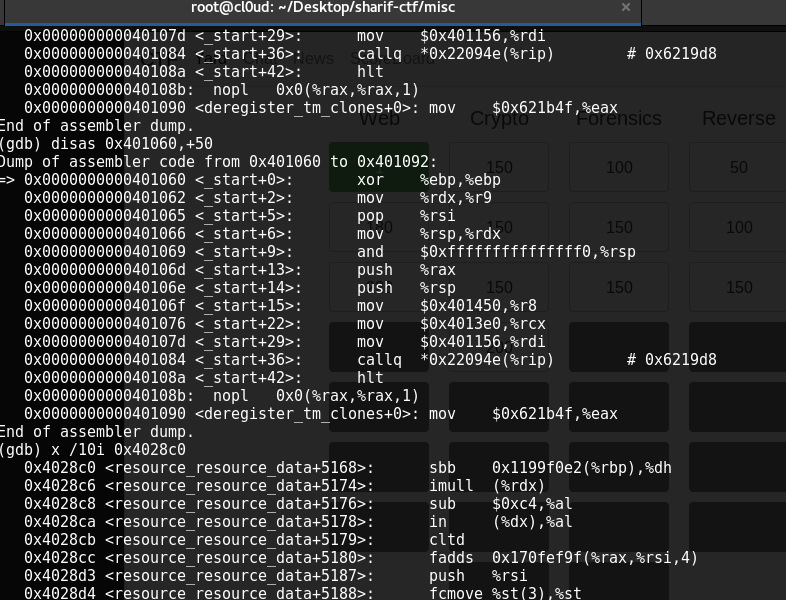 root@cl0ud: ~/Desktop/sharif-ctf/misc ×
0x000000000040107d <_start+29>: mov $0x401156,%rdi
0x0000000000401084 <_start+36>: callq *0x22094e(%rip) # 0x6219d8
0x000000000040108a <_start+42>: hlt
0x000000000040108b: nopl 0x0(%rax,%rax,1)
0x0000000000401090 <deregister_tm_clones+0>: mov $0x621b4f,%eax
End of assembler dump.
(gdb) disas 0x401060,+50
Dump of assembler code from 0x401060 to 0x401092:
=> 0x0000000000401060 <_start+0>: xor %ebp,%ebp
0x0000000000401062 <_start+2>: mov %rdx,%r9
0x0000000000401065 <_start+5>: pop %rsi
0x0000000000401066 <_start+6>: mov %rsp,%rdx
0x0000000000401069 <_start+9>: and $0xfffffffffffffff0,%rsp
0x000000000040106d <_start+13>: push %rax
0x000000000040106e <_start+14>: push %rsp
0x000000000040106f <_start+15>: mov $0x401450,%r8
0x0000000000401076 <_start+22>: mov $0x4013e0,%rcx
0x000000000040107d <_start+29>: mov $0x401156,%rdi
0x0000000000401084 <_start+36>: callq *0x22094e(%rip) # 0x6219d8
0x000000000040108a <_start+42>: hlt
0x000000000040108b: nopl 0x0(%rax,%rax,1)
0x0000000000401090 <deregister_tm_clones+0>: mov $0x621b4f,%eax
End of assembler dump.
(gdb) x /10i 0x4028c0
0x4028c0 <resource_resource_data+5168>: sbb 0x1199f0e2(%rbp),%dh
0x4028c6 <resource_resource_data+5174>: imull (%rdx)
0x4028c8 <resource_resource_data+5176>: sub $0xc4,%al
0x4028ca <resource_resource_data+5178>: in (%dx),%al
0x4028cb <resource_resource_data+5179>: cltd
0x4028cc <resource_resource_data+5180>: fadds 0x170fef9f(%rax,%rsi,4)
0x4028d3 <resource_resource_data+5187>: push %rsi
0x4028d4 <resource_resource_data+5188>: fcmove %st(3),%st
News
Web Crypto Forensics Reverse
150 100 50
150 150 100
150 150 150